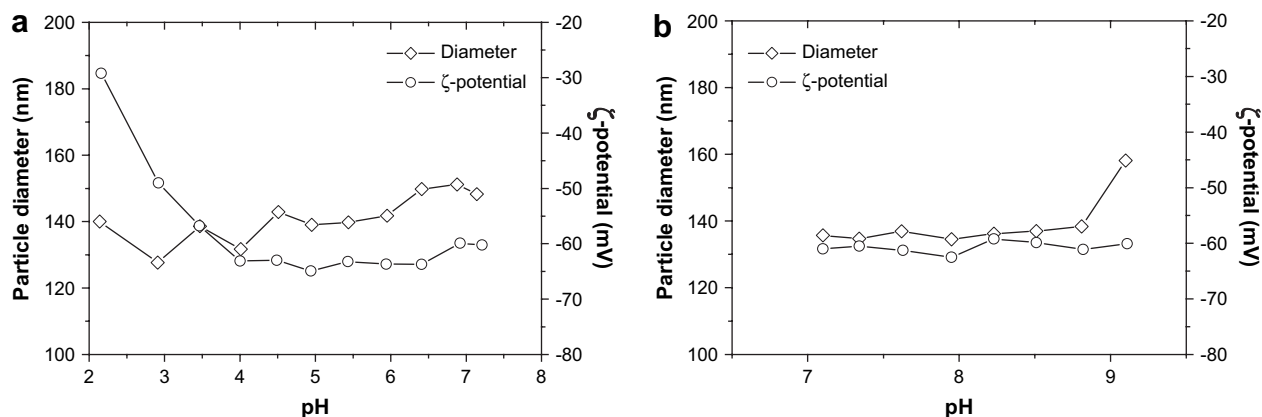 a
200
180
160
140
120
100
Particle diameter (nm)
2 3 4 5 6 7 8
pH
-20
-30
-40
-50
-60
-70
-80
ζ-potential (mV)
Diameter
ζ-potential
b
200
180
160
140
120
100
Particle diameter (nm)
7 8 9
pH
-20
-30
-40
-50
-60
-70
-80
ζ-potential (mV)
Diameter
ζ-potential